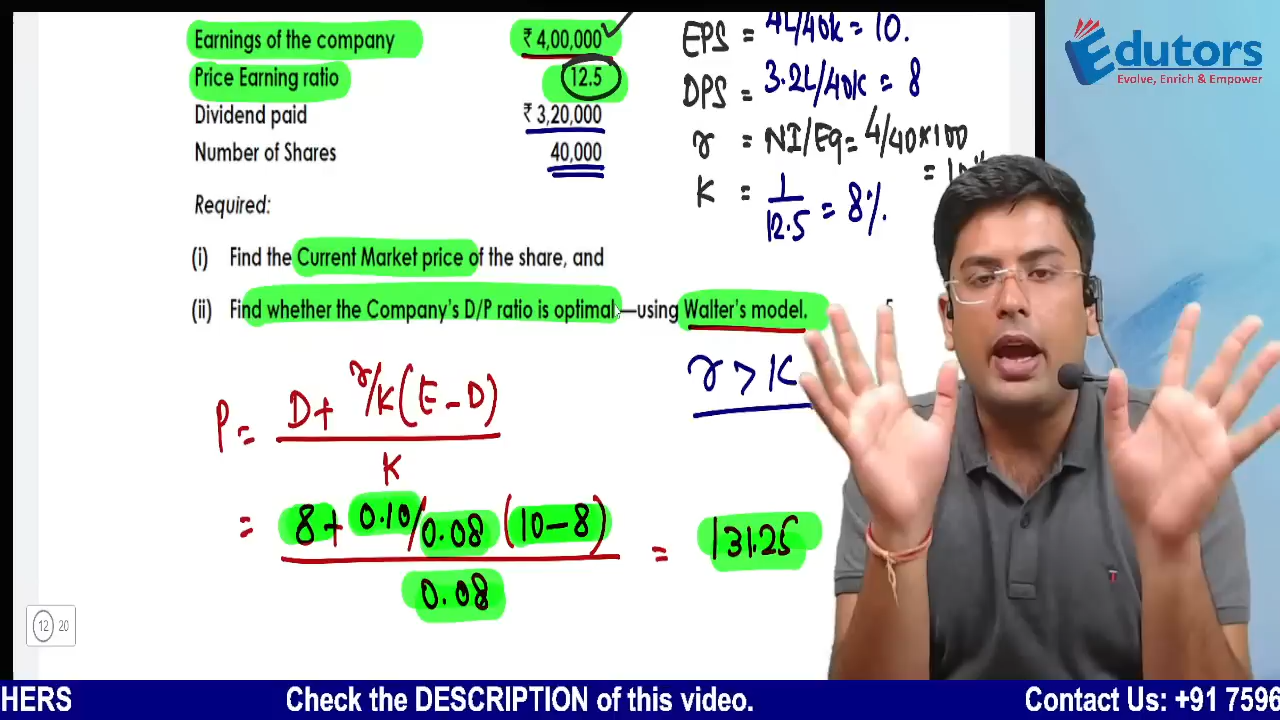 Earnings of the company ₹ 4,00,000
Price Earning ratio 12.5
Dividend paid ₹ 3,20,000
Number of Shares 40,000
Required:
(i) Find the Current Market price of the share, and
(ii) Find whether the Company's D/P ratio is optimal—using Walter's model.
EPS = 4L/40k = 10.
DPS = 3.2L/40K = 8
r = NI/Eq = 4/40×100
K = 1/12.5 = 8%
r > K
P = D + r/K (E - D)
K
= 8 + 0.10/0.08 (10 - 8) = 131.25
0.08
Edutors
Evolve, Enrich & Empower
12 20
HERS Check the DESCRIPTION of this video. Contact Us: +91 7596